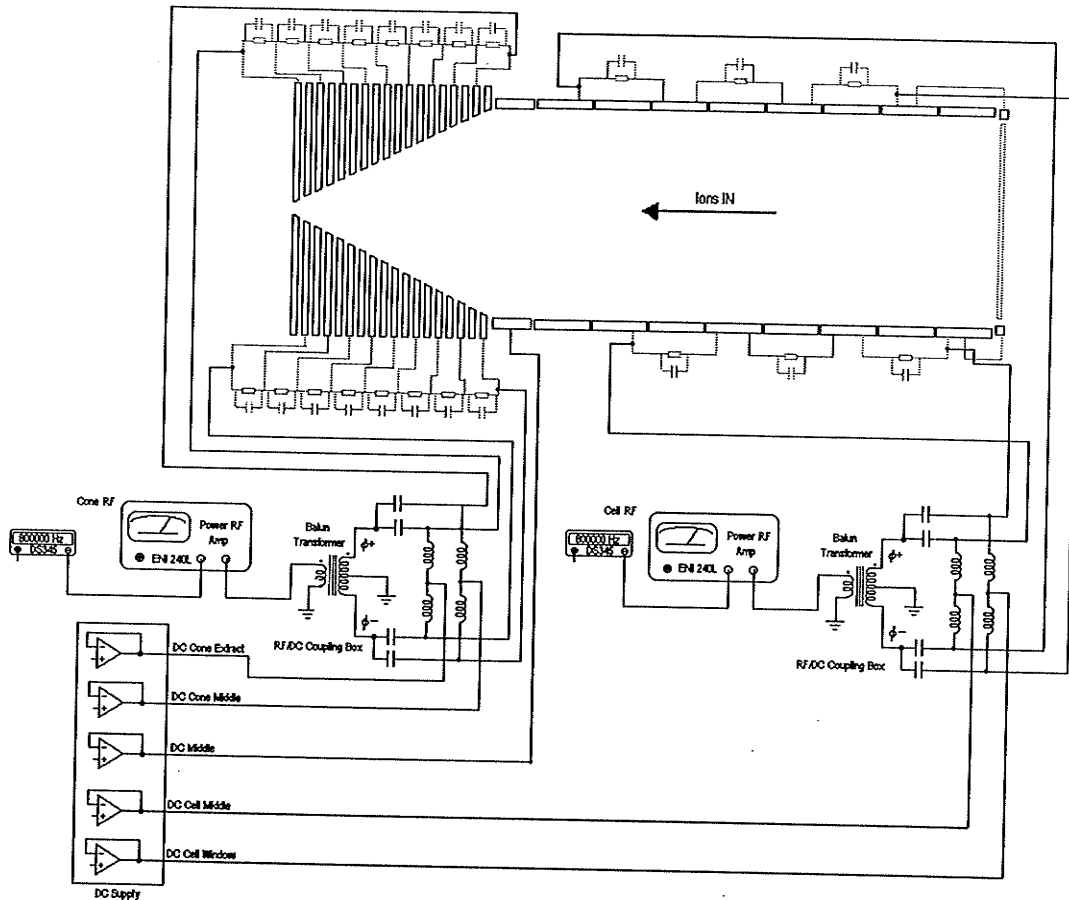 Ions IN
Cone RF
800000 Hz
DS345
Power RF
Amp
ENI 240L
Balun
Transformer
ϕ+
ϕ−
RF/DC Coupling Box
Cell RF
600000 Hz
DS345
Power RF
Amp
ENI 240L
Balun
Transformer
ϕ+
ϕ−
RF/DC Coupling Box
DC Cone Extract
DC Cone Middle
DC Middle
DC Cell Middle
DC Cell Window
DC Supply